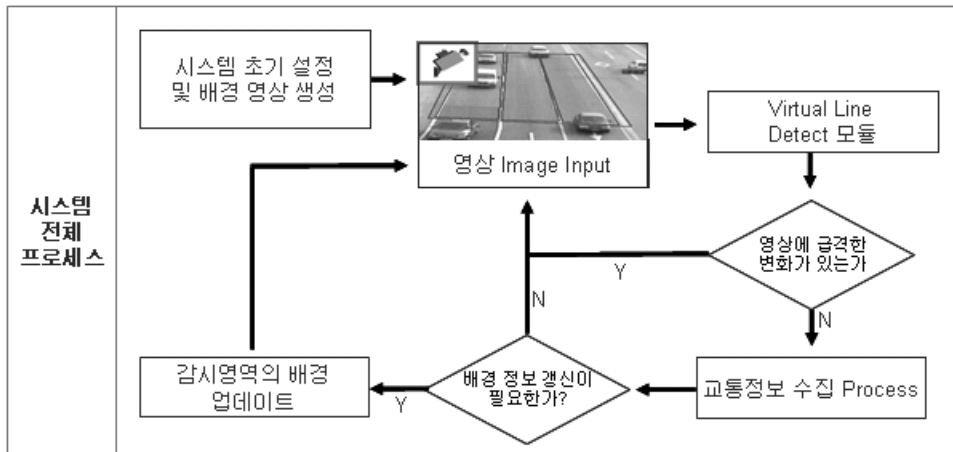 시스템
전체
프로세스
시스템 초기 설정
및 배경 영상 생성
영상 Image Input
Virtual Line
Detect 모듈
영상에 급격한
변화가 있는가
Y
N
교통정보 수집 Process
배경 정보 갱신이
필요한가?
N
Y
감시영역의 배경
업데이트